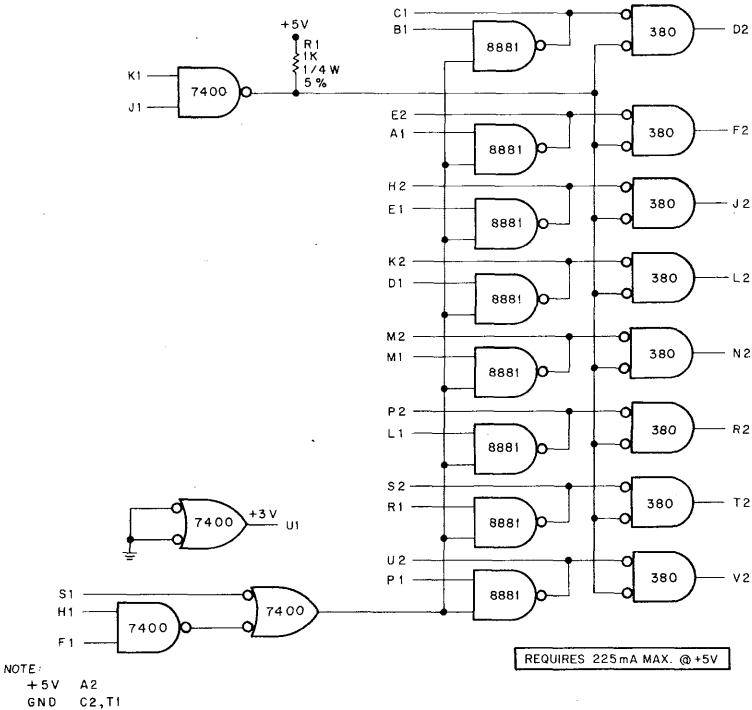 C1
B1
8881
380
D2
+5V
R1
1K
1/4 W
5 %
K1
J1
7400
E2
A1
8881
380
F2
H2
E1
8881
380
J2
K2
D1
8881
380
L2
M2
M1
8881
380
N2
P2
L1
8881
380
R2
S2
R1
8881
380
T2
7400
+3V
U1
U2
P1
8881
380
V2
S1
H1
F1
7400
7400
REQUIRES 225mA MAX. @ +5V
NOTE:
+5V A2
GND C2,T1